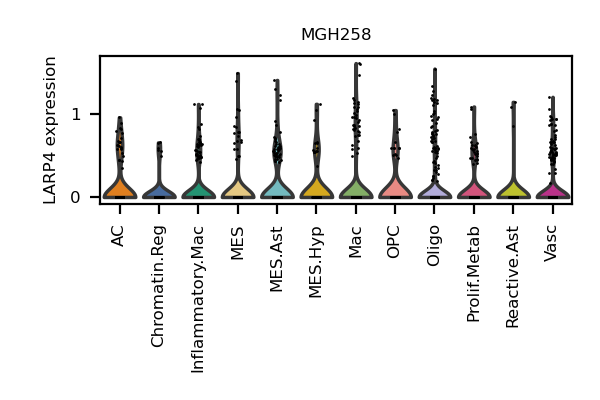 MGH258
LARP4 expression
1
0
AC
Chromatin.Reg
Inflammatory.Mac
MES
MES.Ast
MES.Hyp
Mac
OPC
Oligo
Prolif.Metab
Reactive.Ast
Vasc